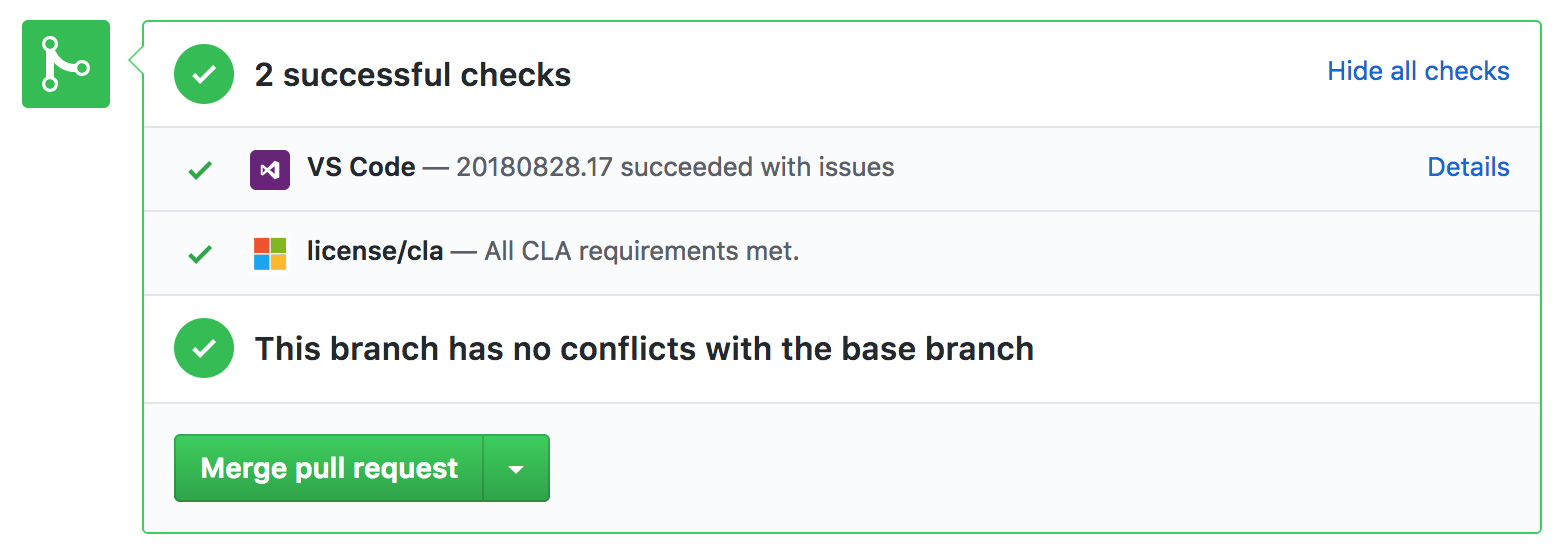 2 successful checks
Hide all checks
VS Code — 20180828.17 succeeded with issues
Details
license/cla — All CLA requirements met.
This branch has no conflicts with the base branch
Merge pull request